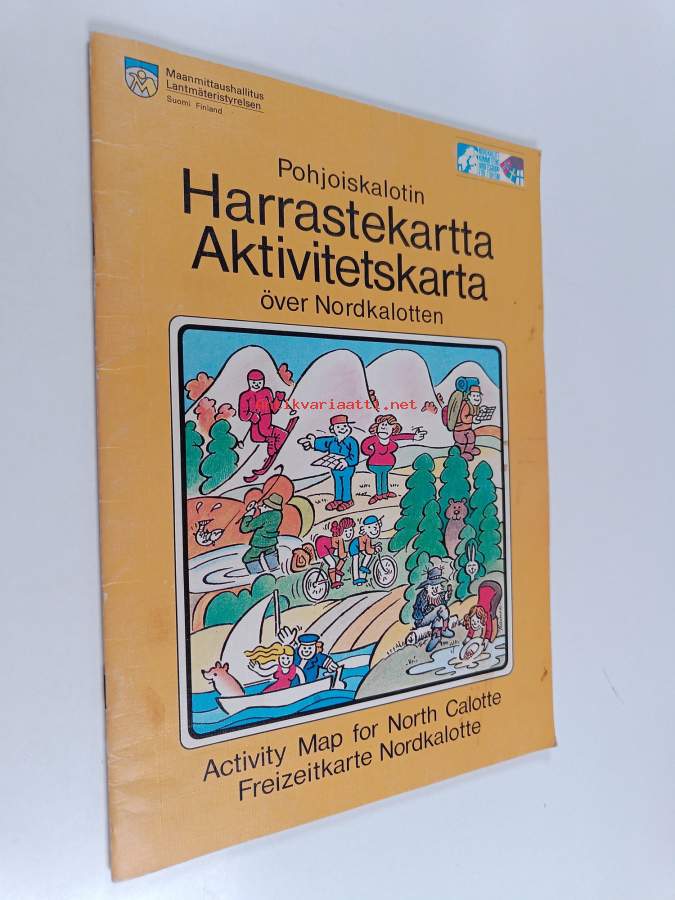 Maanmittaushallitus
Lantmäteristyrelsen
Suomi Finland
Pohjoiskalotin
Harrastekartta
Aktivitetskarta
över Nordkalotten
antikvariaatti.net
Activity Map for North Calotte
Freizeitkarte Nordkalotte